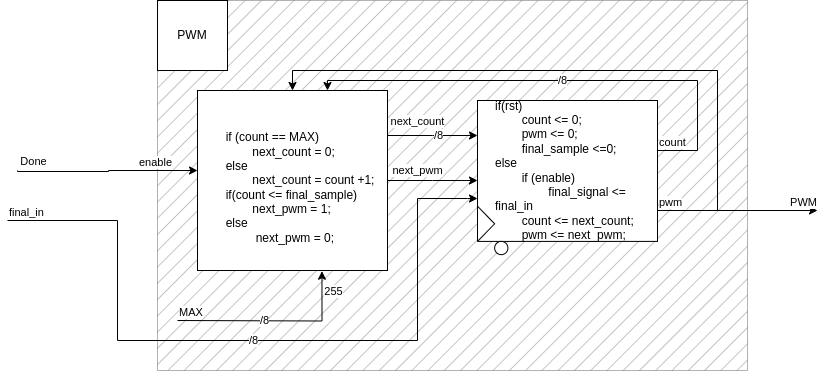 PWM
/8
if(rst)
count <= 0;
pwm <= 0;
final_sample <=0;
else
if (enable)
final_signal <=
final_in
count <= next_count;
pwm <= next_pwm;
next_count
/8
if (count == MAX)
next_count = 0;
else
next_count = count +1;
if(count <= final_sample)
next_pwm = 1;
else
next_pwm = 0;
count
Done
enable
next_pwm
pwm
PWM
final_in
255
MAX
/8
/8